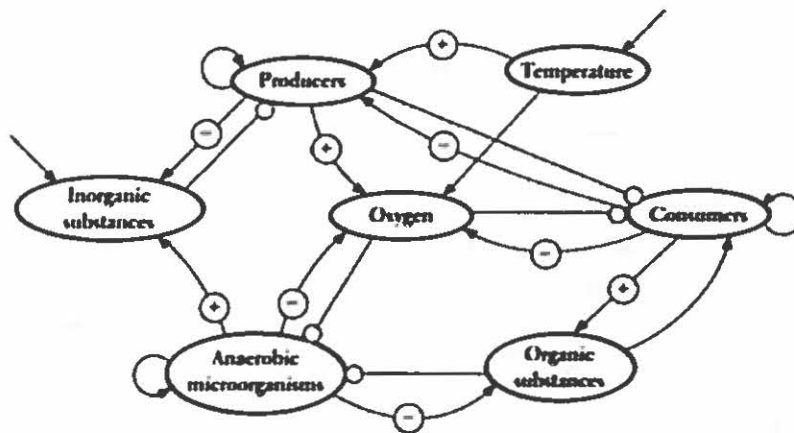 +
Producers
Temperature
−
−
+
Inorganic
substances
Oxygen
Consumers
−
+
−
+
Anaerobic
microorganisms
Organic
substances
−